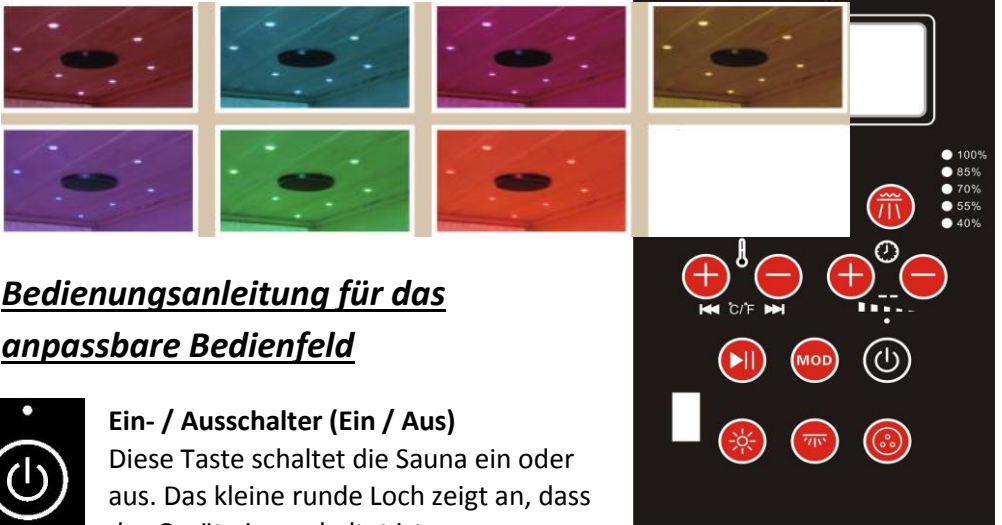 100%
85%
70%
55%
40%
℃/℉
MOD
Bedienungsanleitung für das
anpassbare Bedienfeld
Ein- / Ausschalter (Ein / Aus)
Diese Taste schaltet die Sauna ein oder
aus. Das kleine runde Loch zeigt an, dass